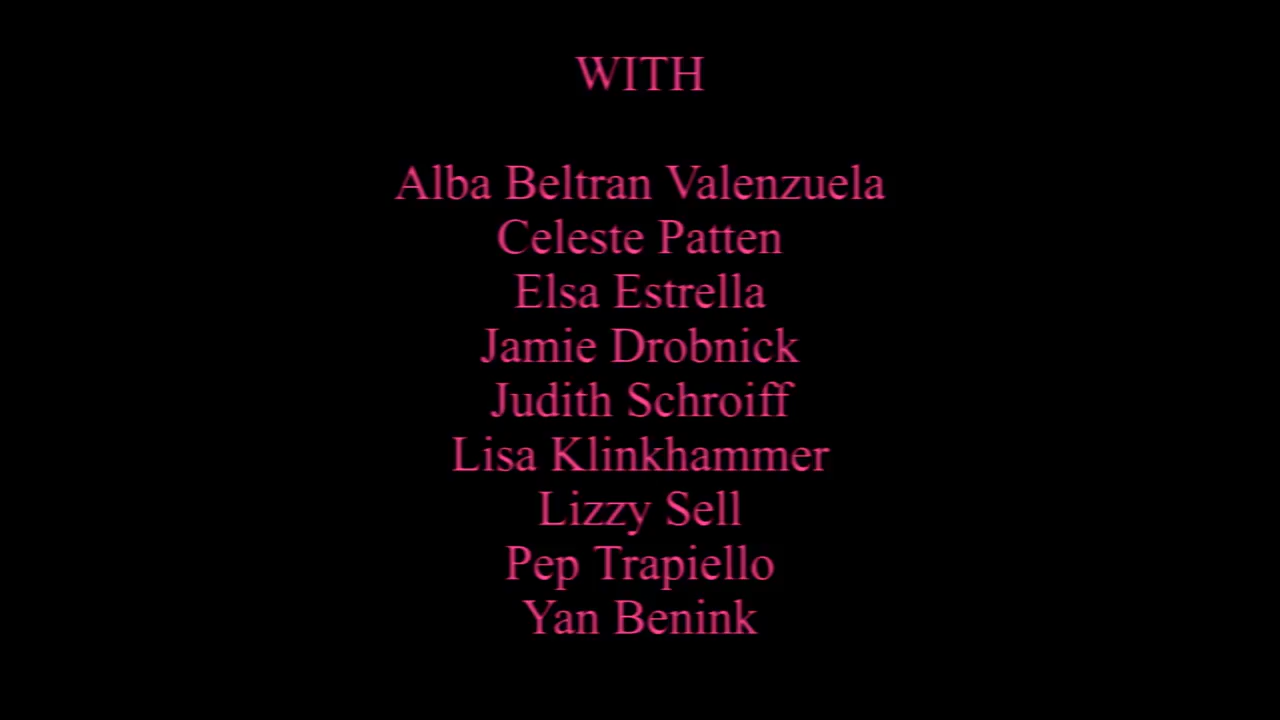 WITH
Alba Beltran Valenzuela
Celeste Patten
Elsa Estrella
Jamie Drobnick
Judith Schroiff
Lisa Klinkhammer
Lizzy Sell
Pep Trapiello
Yan Benink